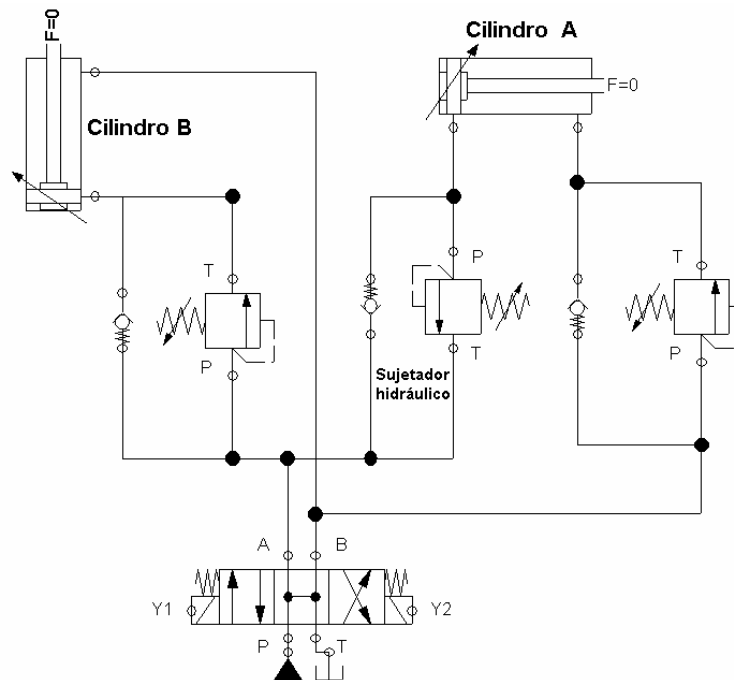 F=0
Cilindro A
F=0
Cilindro B
T
P
T
P
T
P
Sujetador
hidráulico
A
B
Y1
Y2
P
T